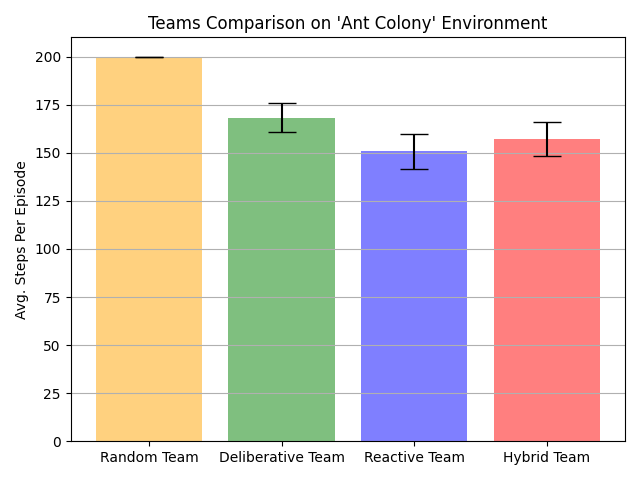 Teams Comparison on 'Ant Colony' Environment
Avg. Steps Per Episode
200
175
150
125
100
75
50
25
0
Random Team
Deliberative Team
Reactive Team
Hybrid Team